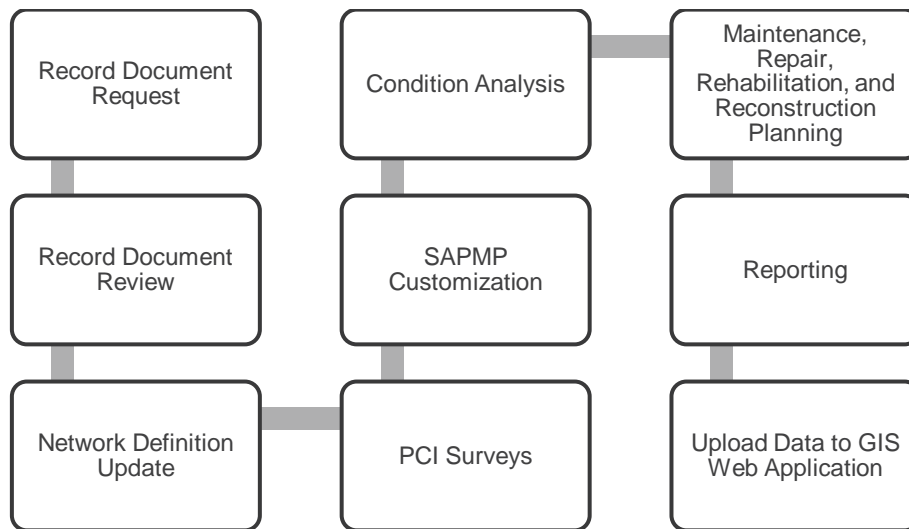 Record Document
Request
Record Document
Review
Network Definition
Update
PCI Surveys
SAPMP
Customization
Condition Analysis
Maintenance,
Repair,
Rehabilitation, and
Reconstruction
Planning
Reporting
Upload Data to GIS
Web Application